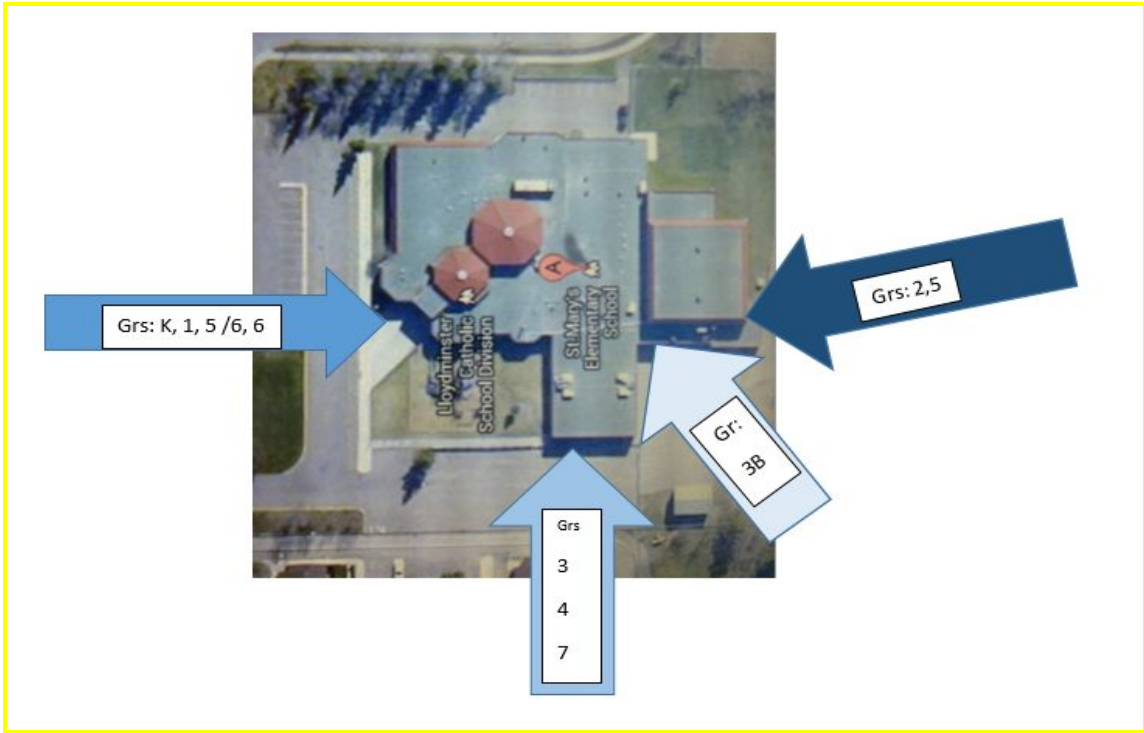 Grs: K, 1, 5 /6, 6
Lloydminster
Catholic
School Division
A
St.Mary's
Elementary
School
Grs: 2,5
Gr:
3B
Grs
3
4
7